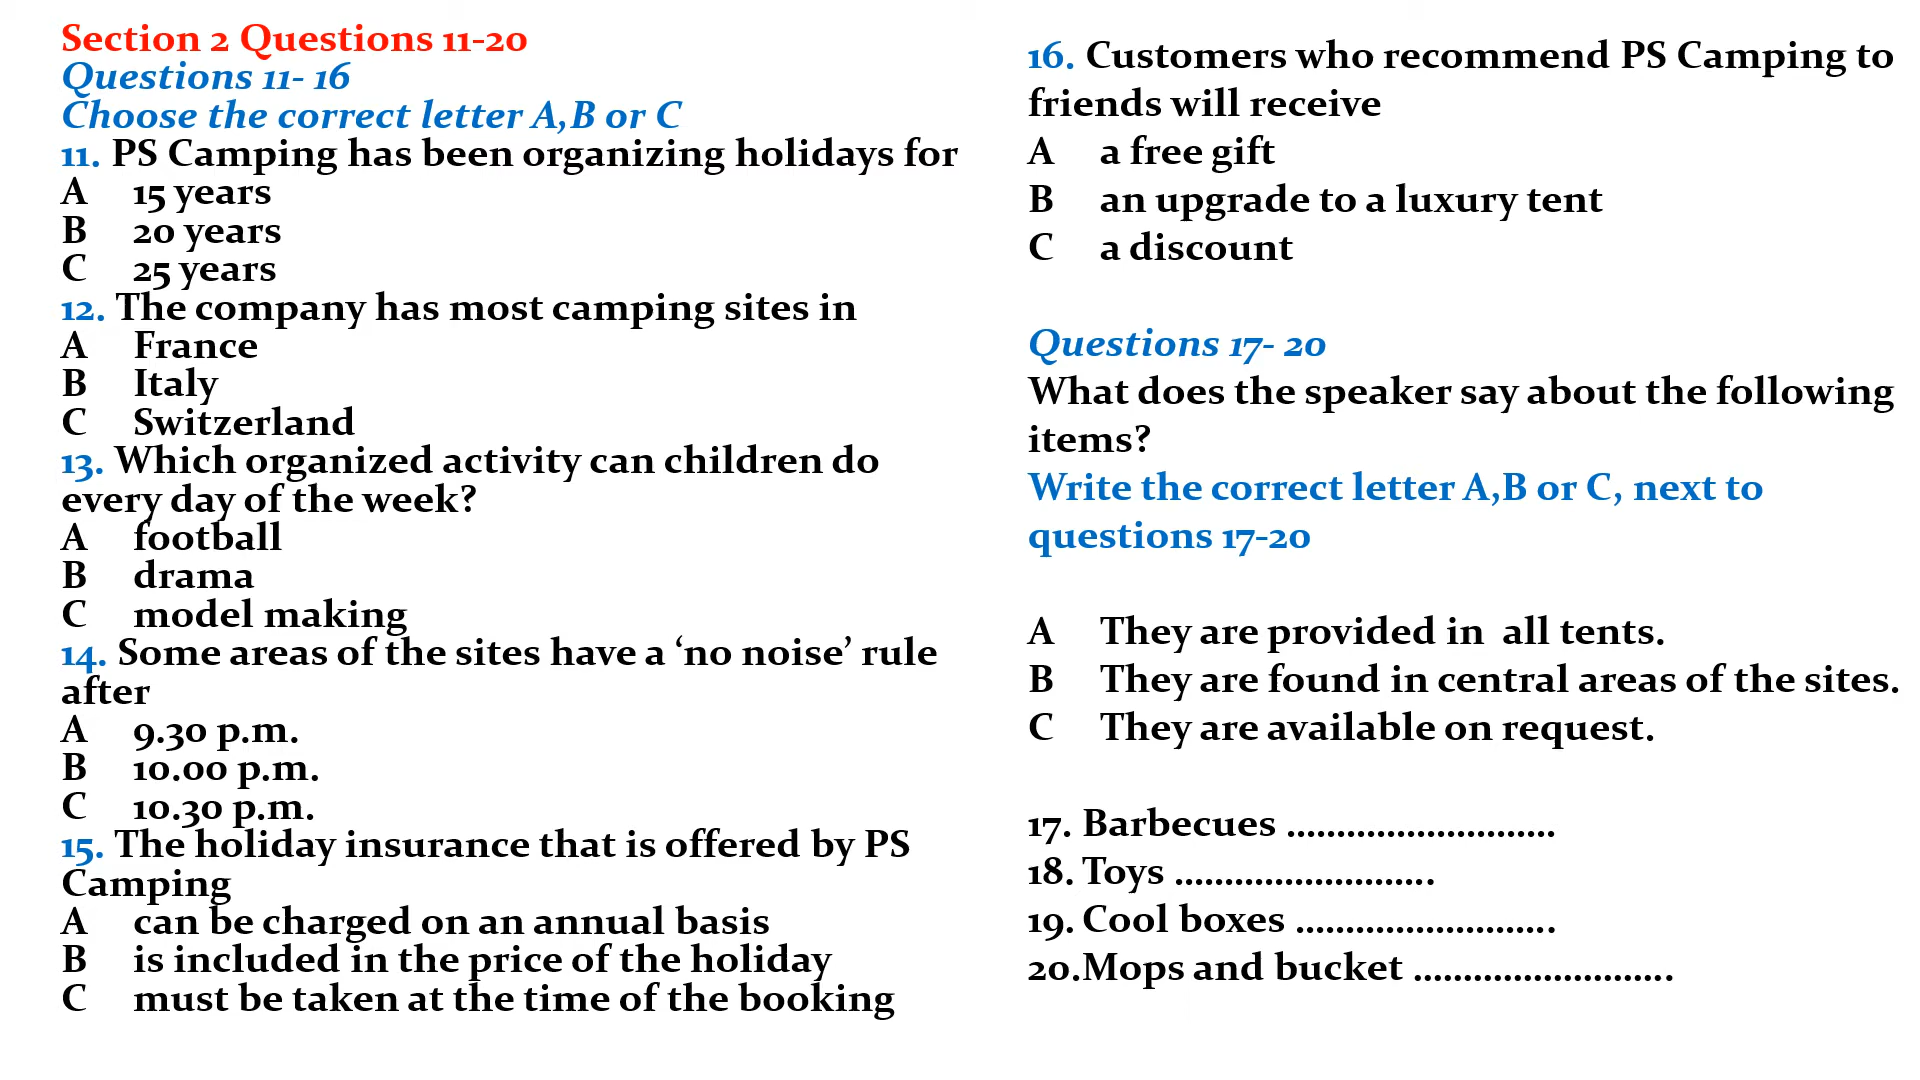 Section 2 Questions 11-20
Questions 11- 16
Choose the correct letter A,B or C
11. PS Camping has been organizing holidays for
A 15 years
B 20 years
C 25 years
12. The company has most camping sites in
A France
B Italy
C Switzerland
13. Which organized activity can children do
every day of the week?
A football
B drama
C model making
14. Some areas of the sites have a ‘no noise’ rule
after
A 9.30 p.m.
B 10.00 p.m.
C 10.30 p.m.
15. The holiday insurance that is offered by PS
Camping
A can be charged on an annual basis
B is included in the price of the holiday
C must be taken at the time of the booking
16. Customers who recommend PS Camping to
friends will receive
A a free gift
B an upgrade to a luxury tent
C a discount
Questions 17- 20
What does the speaker say about the following
items?
Write the correct letter A,B or C, next to
questions 17-20
A They are provided in all tents.
B They are found in central areas of the sites.
C They are available on request.
17. Barbecues ...........................
18. Toys ..........................
19. Cool boxes ..........................
20.Mops and bucket ..........................